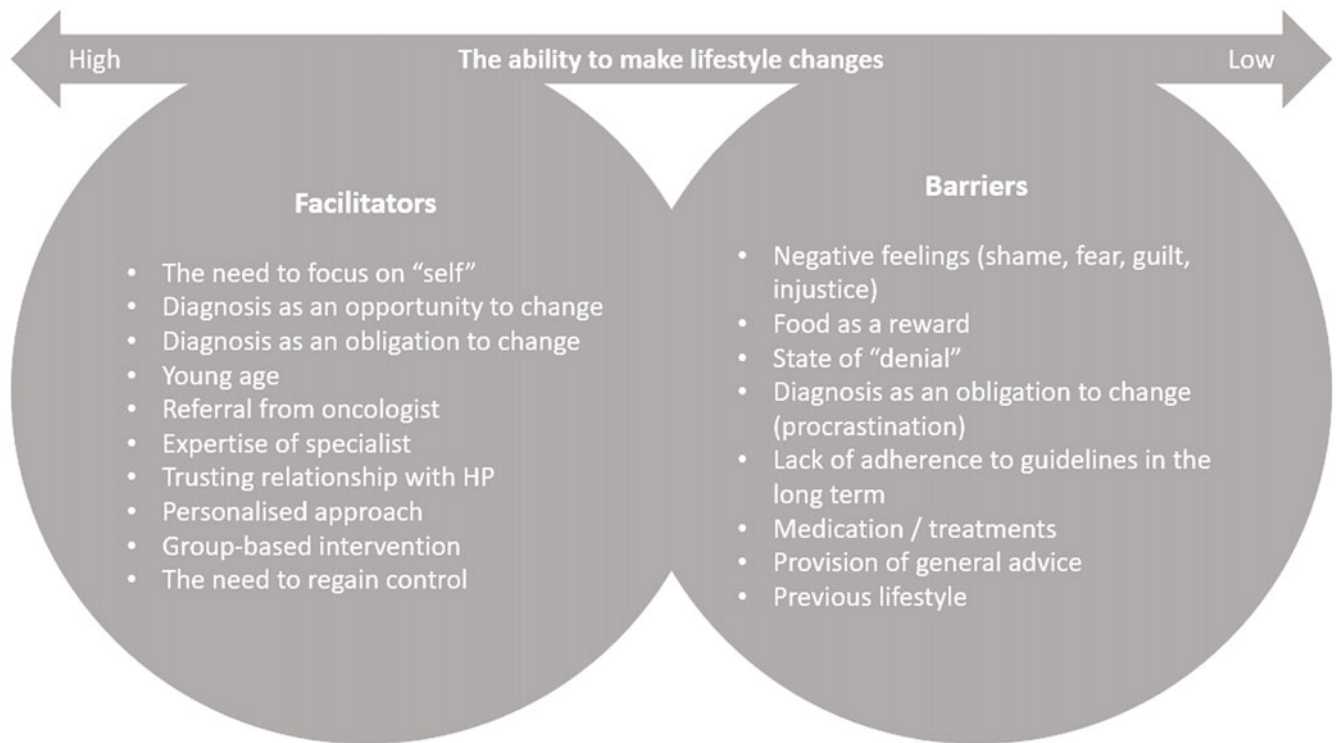 High The ability to make lifestyle changes Low
Facilitators
• The need to focus on “self”
• Diagnosis as an opportunity to change
• Diagnosis as an obligation to change
• Young age
• Referral from oncologist
• Expertise of specialist
• Trusting relationship with HP
• Personalised approach
• Group-based intervention
• The need to regain control
Barriers
• Negative feelings (shame, fear, guilt,
injustice)
• Food as a reward
• State of “denial”
• Diagnosis as an obligation to change
(procrastination)
• Lack of adherence to guidelines in the
long term
• Medication / treatments
• Provision of general advice
• Previous lifestyle